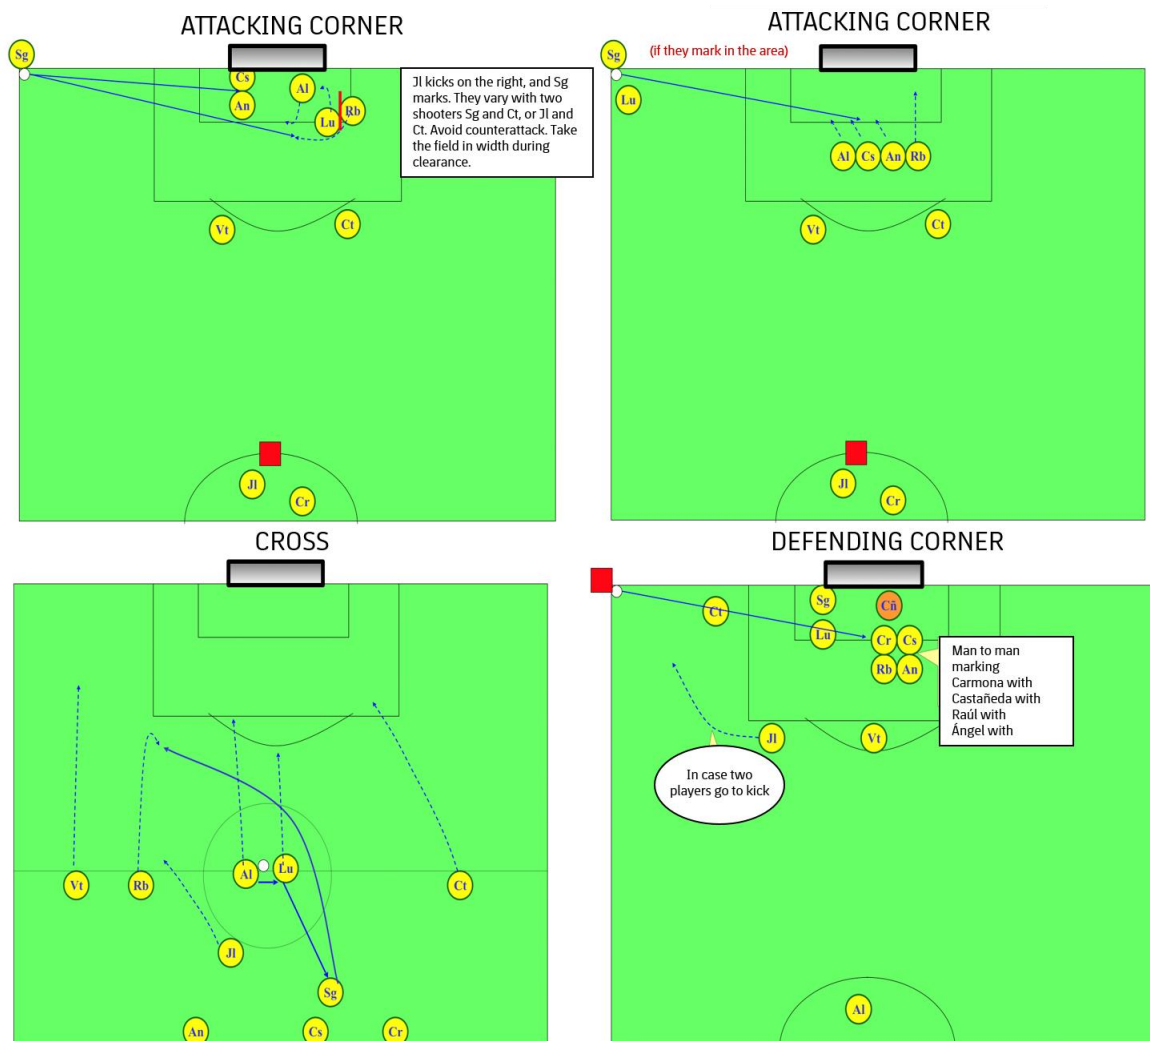 ATTACKING CORNER
Sg
Cs
An
Al
Lu
Rb
Jl kicks on the right, and Sg
marks. They vary with two
shooters Sg and Ct, or Jl and
Ct. Avoid counterattack. Take
the field in width during
clearance.
Vt
Ct
Jl
Cr
ATTACKING CORNER
(if they mark in the area)
Sg
Lu
Al Cs An Rb
Vt
Ct
Jl
Cr
CROSS
Al
Lu
Vt
Rb
Ct
Jl
Sg
An
Cs
Cr
DEFENDING CORNER
Ct
Sg
Cñ
Lu
Cr Cs
Rb An
Man to man
marking
Carmona with
Castañeda with
Raúl with
Ángel with
Jl
Vt
In case two
players go to kick
Al